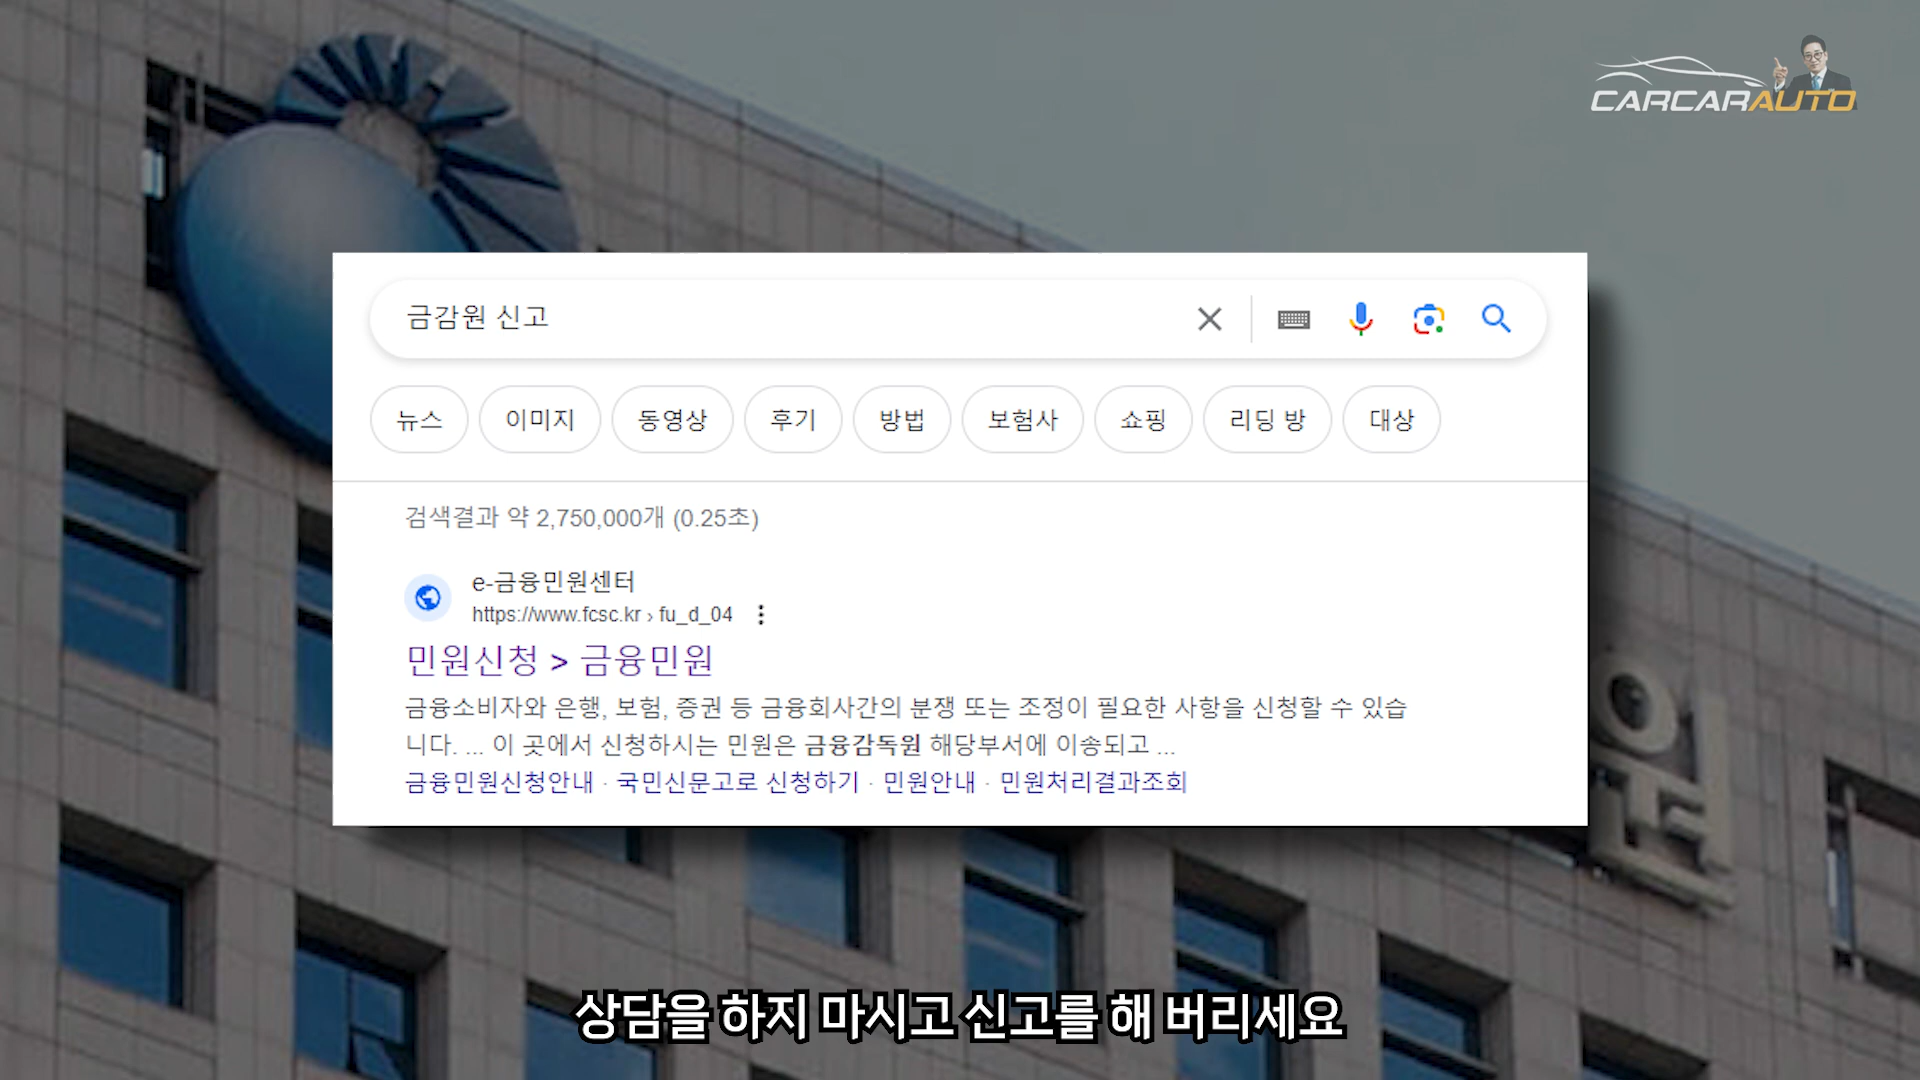 CARCARAUTO
금감원 신고
뉴스
이미지
동영상
후기
방법
보험사
쇼핑
리딩 방
대상
검색결과 약 2,750,000개 (0.25초)
e-금융민원센터
https://www.fcsc.kr › fu_d_04
민원신청 > 금융민원
금융소비자와 은행, 보험, 증권 등 금융회사간의 분쟁 또는 조정이 필요한 사항을 신청할 수 있습
니다. ... 이 곳에서 신청하시는 민원은 금융감독원 해당부서에 이송되고 ...
금융민원신청안내 · 국민신문고로 신청하기 · 민원안내 · 민원처리결과조회
원
상담을 하지 마시고 신고를 해 버리세요